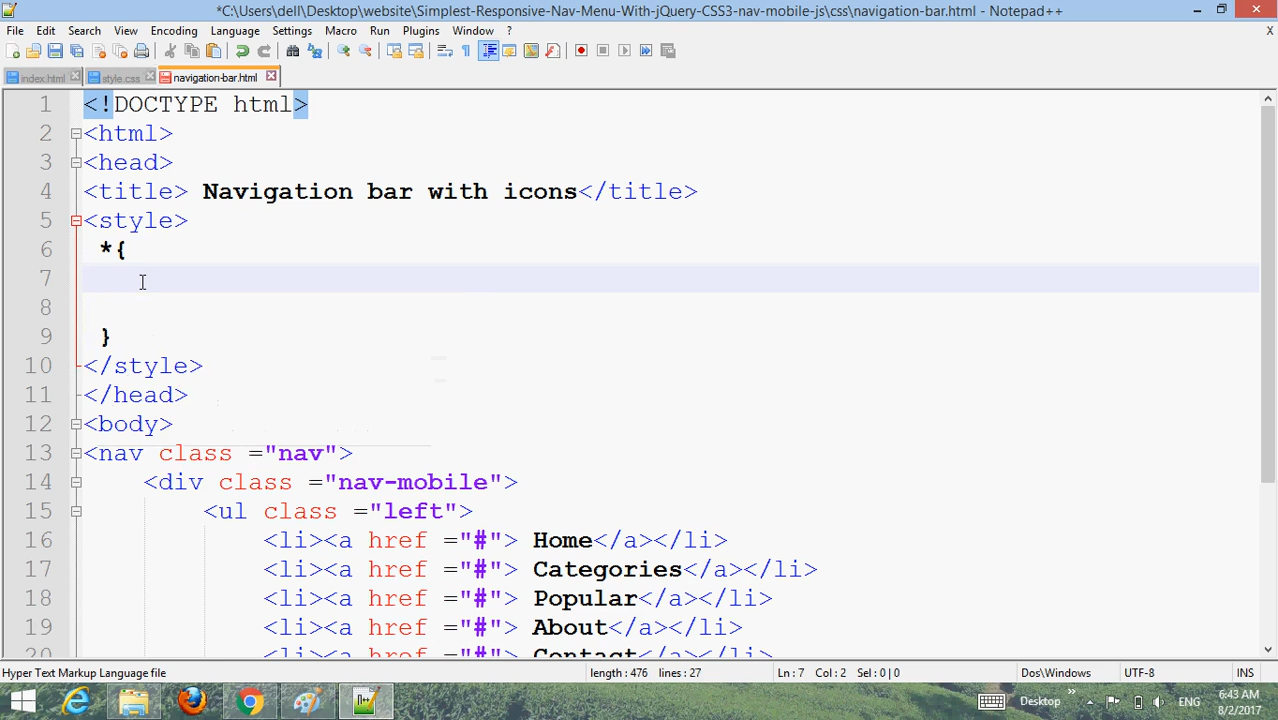 *C:\Users\dell\Desktop\website\Simplest-Responsive-Nav-Menu-With-jQuery-CSS3-nav-mobile-js\css\navigation-bar.html - Notepad++
File Edit Search View Encoding Language Settings Macro Run Plugins Window ? X
index.html style.css navigation-bar.html
1 <!DOCTYPE html>
2 <html>
3 <head>
4 <title> Navigation bar with icons</title>
5 <style>
6 *{
7
8
9 }
10 </style>
11 </head>
12 <body>
13 <nav class ="nav">
14 <div class ="nav-mobile">
15 <ul class ="left">
16 <li><a href ="#"> Home</a></li>
17 <li><a href ="#"> Categories</a></li>
18 <li><a href ="#"> Popular</a></li>
19 <li><a href ="#"> About</a></li>
20 <li><a href ="#"> Contact</a></li>
Hyper Text Markup Language file length : 476 lines : 27 Ln : 7 Col : 2 Sel : 0 | 0 Dos\Windows UTF-8 INS
Desktop ENG 6:43 AM
8/2/2017